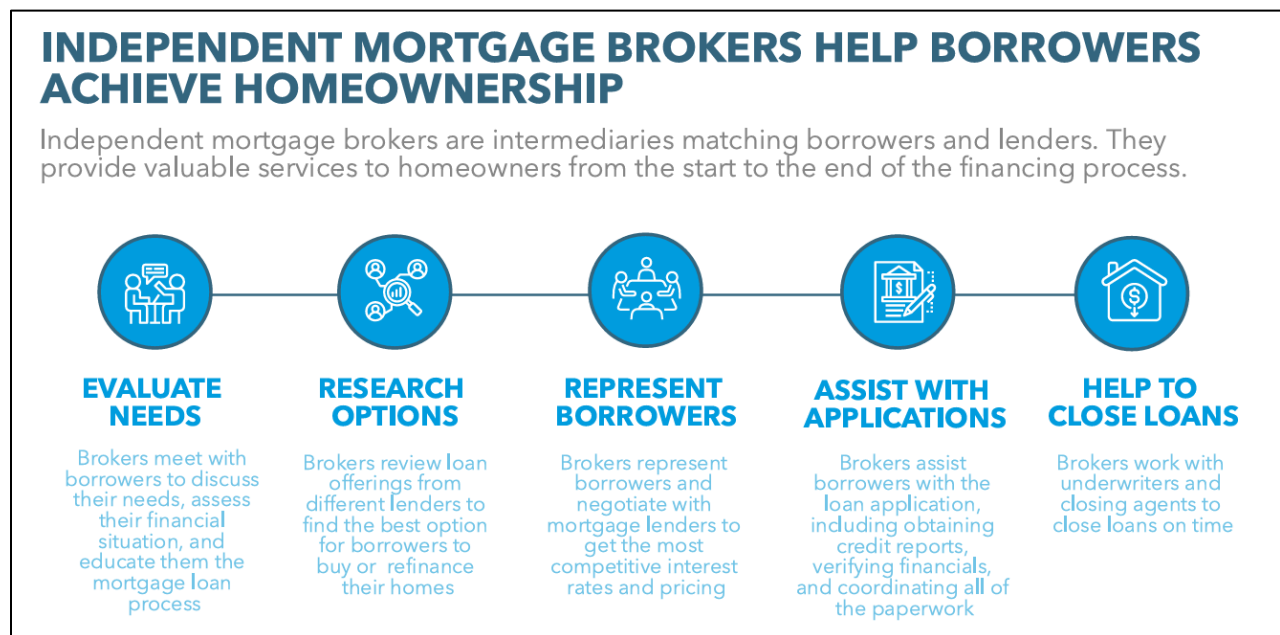 INDEPENDENT MORTGAGE BROKERS HELP BORROWERS
ACHIEVE HOMEOWNERSHIP
Independent mortgage brokers are intermediaries matching borrowers and lenders. They
provide valuable services to homeowners from the start to the end of the financing process.
EVALUATE
NEEDS
Brokers meet with
borrowers to discuss
their needs, assess
their financial
situation, and
educate them the
mortgage loan
process
RESEARCH
OPTIONS
Brokers review loan
offerings from
different lenders to
find the best option
for borrowers to
buy or refinance
their homes
REPRESENT
BORROWERS
Brokers represent
borrowers and
negotiate with
mortgage lenders to
get the most
competitive interest
rates and pricing
ASSIST WITH
APPLICATIONS
Brokers assist
borrowers with the
loan application,
including obtaining
credit reports,
verifying financials,
and coordinating all of
the paperwork
HELP TO
CLOSE LOANS
Brokers work with
underwriters and
closing agents to
close loans on time